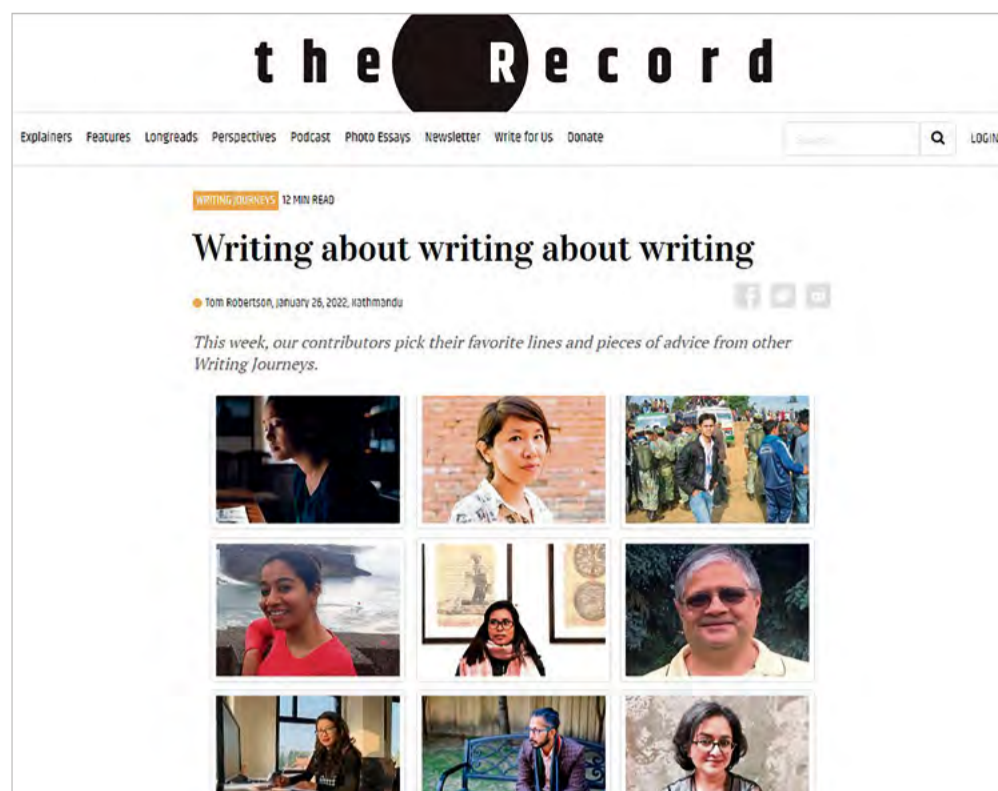 the Record
Explainers Features Longreads Perspectives Podcast Photo Essays Newsletter Write for Us Donate
LOGIN
WRITING JOURNEYS 12 MIN READ
Writing about writing about writing
Tom Robertson, January 26, 2022, Kathmandu
This week, our contributors pick their favorite lines and pieces of advice from other
Writing Journeys.